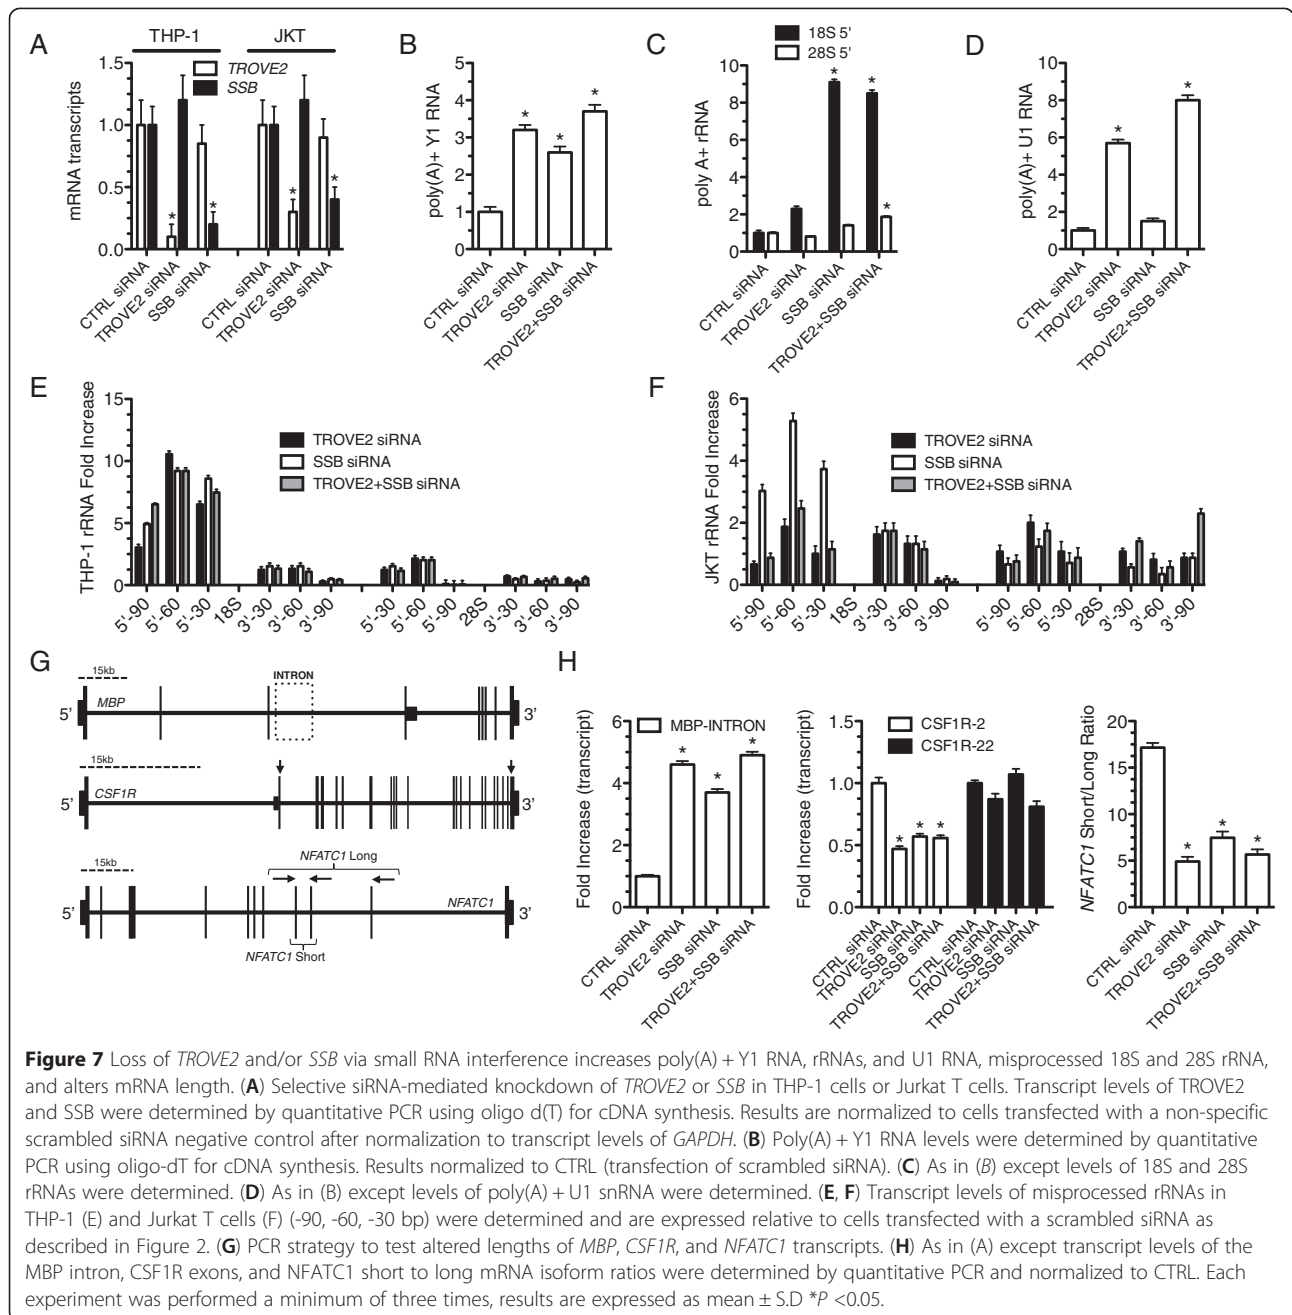 A
THP-1
JKT
TROVE2
SSB
mRNA transcripts
1.5
1.0
0.5
0.0
* * * *
CTRL siRNA
TROVE2 siRNA
SSB siRNA
CTRL siRNA
TROVE2 siRNA
SSB siRNA
B
poly(A)+ Y1 RNA
5
4
3
2
1
0
* * *
CTRL siRNA
TROVE2 siRNA
SSB siRNA
TROVE2+SSB siRNA
C
18S 5'
28S 5'
poly A+ rRNA
10
8
6
4
2
0
* * *
CTRL siRNA
TROVE2 siRNA
SSB siRNA
TROVE2+SSB siRNA
D
poly(A)+ U1 RNA
10
8
6
4
2
0
* *
CTRL siRNA
TROVE2 siRNA
SSB siRNA
TROVE2+SSB siRNA
E
THP-1 rRNA Fold Increase
15
10
5
0
TROVE2 siRNA
SSB siRNA
TROVE2+SSB siRNA
5'-90 5'-60 5'-30 18S 3'-30 3'-60 3'-90 5'-30 5'-60 5'-90 28S 3'-30 3'-60 3'-90
F
JKT rRNA Fold Increase
6
4
2
0
TROVE2 siRNA
SSB siRNA
TROVE2+SSB siRNA
5'-90 5'-60 5'-30 18S 3'-30 3'-60 3'-90 5'-90 5'-60 5'-30 28S 3'-30 3'-60 3'-90
G
15kb
INTRON
5' MBP 3'
15kb
5' CSF1R 3'
15kb
NFATC1 Long
5' NFATC1 3'
NFATC1 Short
H
Fold Increase (transcript)
6
4
2
0
MBP-INTRON
* * *
CTRL siRNA
TROVE2 siRNA
SSB siRNA
TROVE2+SSB siRNA
Fold Increase (transcript)
1.5
1.0
0.5
0.0
CSF1R-2
CSF1R-22
* * *
CTRL siRNA
TROVE2 siRNA
SSB siRNA
TROVE2+SSB siRNA
CTRL siRNA
TROVE2 siRNA
SSB siRNA
TROVE2+SSB siRNA
NFATC1 Short/Long Ratio
20
15
10
5
0
* * *
CTRL siRNA
TROVE2 siRNA
SSB siRNA
TROVE2+SSB siRNA
Figure 7 Loss of TROVE2 and/or SSB via small RNA interference increases poly(A) + Y1 RNA, rRNAs, and U1 RNA, misprocessed 18S and 28S rRNA,
and alters mRNA length. (A) Selective siRNA-mediated knockdown of TROVE2 or SSB in THP-1 cells or Jurkat T cells. Transcript levels of TROVE2
and SSB were determined by quantitative PCR using oligo d(T) for cDNA synthesis. Results are normalized to cells transfected with a non-specific
scrambled siRNA negative control after normalization to transcript levels of GAPDH. (B) Poly(A) + Y1 RNA levels were determined by quantitative
PCR using oligo-dT for cDNA synthesis. Results normalized to CTRL (transfection of scrambled siRNA). (C) As in (B) except levels of 18S and 28S
rRNAs were determined. (D) As in (B) except levels of poly(A) + U1 snRNA were determined. (E, F) Transcript levels of misprocessed rRNAs in
THP-1 (E) and Jurkat T cells (F) (-90, -60, -30 bp) were determined and are expressed relative to cells transfected with a scrambled siRNA as
described in Figure 2. (G) PCR strategy to test altered lengths of MBP, CSF1R, and NFATC1 transcripts. (H) As in (A) except transcript levels of the
MBP intron, CSF1R exons, and NFATC1 short to long mRNA isoform ratios were determined by quantitative PCR and normalized to CTRL. Each
experiment was performed a minimum of three times, results are expressed as mean ± S.D *P <0.05.